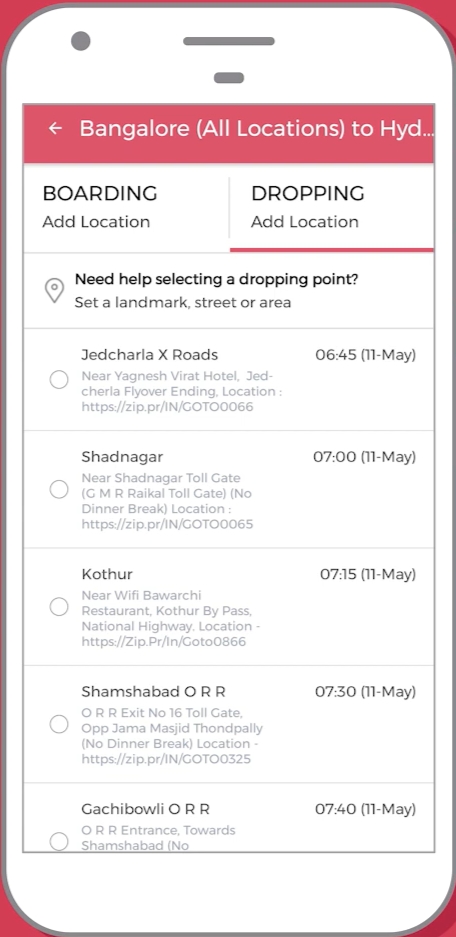 ← Bangalore (All Locations) to Hyd...
BOARDING
Add Location
DROPPING
Add Location
Need help selecting a dropping point?
Set a landmark, street or area
Jedcharla X Roads 06:45 (11-May)
Near Yagnesh Virat Hotel, Jed-
cherla Flyover Ending, Location :
https://zip.pr/IN/GOTO0066
Shadnagar 07:00 (11-May)
Near Shadnagar Toll Gate
(G M R Raikal Toll Gate) (No
Dinner Break) Location :
https://zip.pr/IN/GOTO0065
Kothur 07:15 (11-May)
Near Wifi Bawarchi
Restaurant, Kothur By Pass,
National Highway. Location -
https://Zip.Pr/In/Goto0866
Shamshabad O R R 07:30 (11-May)
O R R Exit No 16 Toll Gate,
Opp Jama Masjid Thondpally
(No Dinner Break) Location -
https://zip.pr/IN/GOTO0325
Gachibowli O R R 07:40 (11-May)
O R R Entrance, Towards
Shamshabad (No